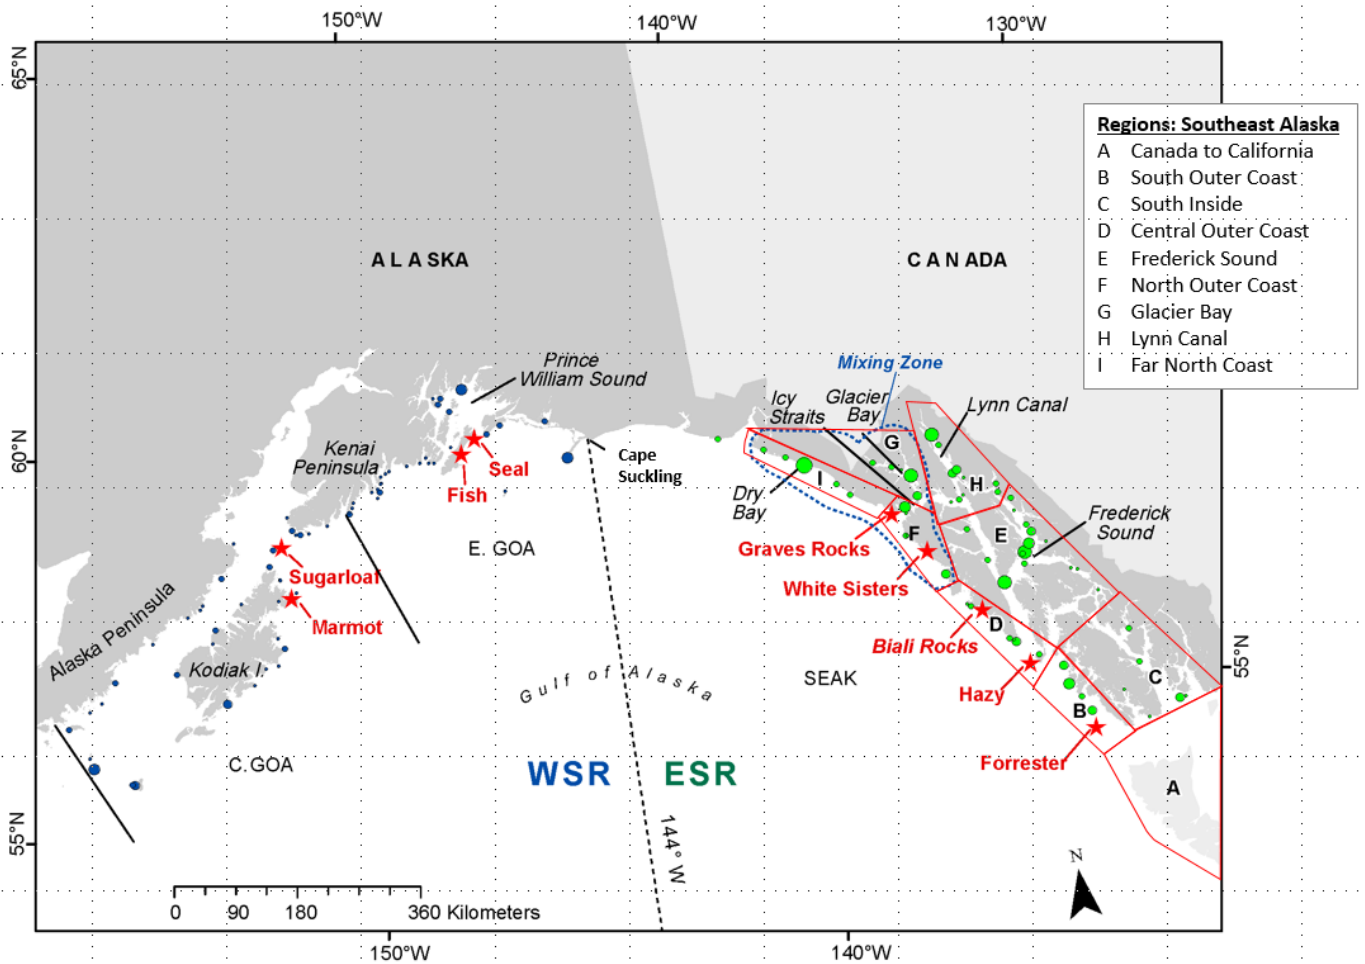 150°W
140°W
130°W
65°N
Regions: Southeast Alaska
A Canada to California
B South Outer Coast
C South Inside
D Central Outer Coast
E Frederick Sound
F North Outer Coast
G Glacier Bay
H Lynn Canal
I Far North Coast
ALASKA
CANADA
Prince
William Sound
Mixing Zone
Icy
Straits
Glacier
Bay
Lynn Canal
60°N
Kenai
Peninsula
Seal
Fish
Cape
Suckling
G
H
I
Dry
Bay
Frederick
Sound
E
F
E. GOA
Graves Rocks
White Sisters
Sugarloaf
Marmot
Alaska Peninsula
Kodiak I.
D
Biali Rocks
SEAK
Hazy
C
B
55°N
Gulf of Alaska
Forrester
C.GOA
WSR
ESR
A
55°N
144° W
N
0 90 180 360 Kilometers
150°W
140°W